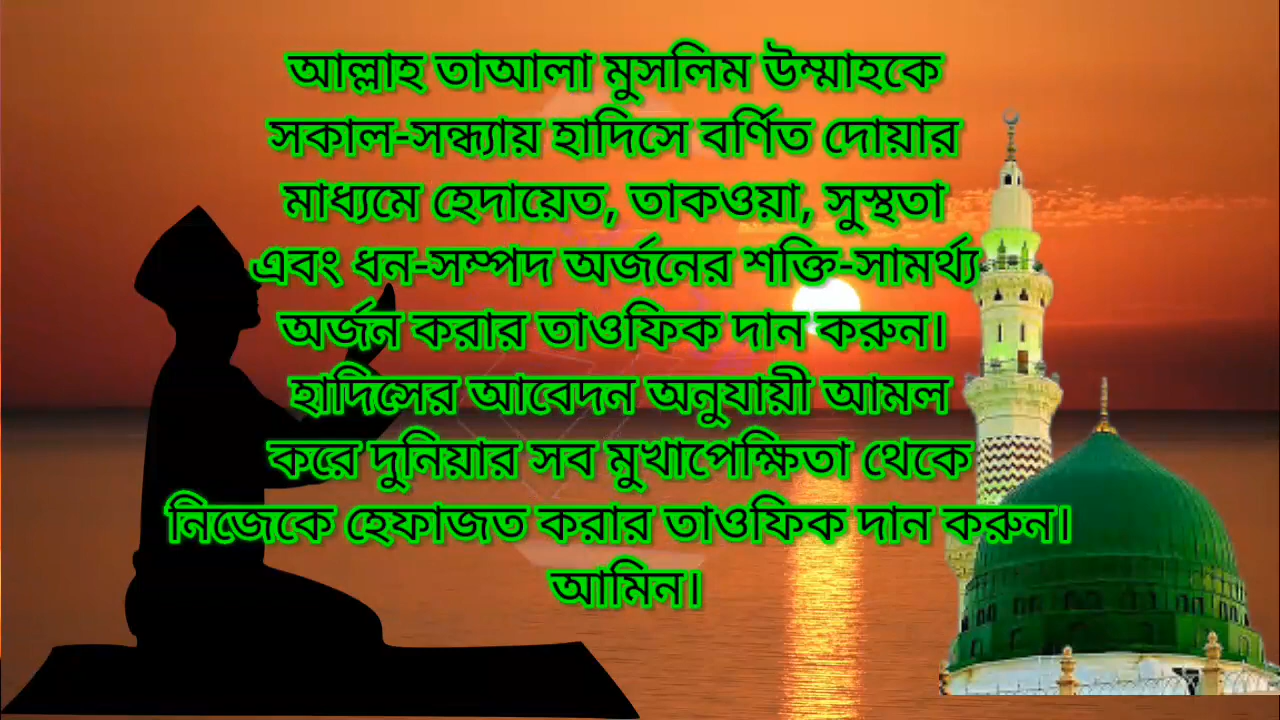 আল্লাহ তাআলা মুসলিম উম্মাহকে
সকাল-সন্ধ্যায় হাদিসে বর্ণিত দোয়ার
মাধ্যমে হেদায়েত, তাকওয়া, সুস্থতা
এবং ধন-সম্পদ অর্জনের শক্তি-সামর্থ্য
অর্জন করার তাওফিক দান করুন।
হাদিসের আবেদন অনুযায়ী আমল
করে দুনিয়ার সব মুখাপেক্ষিতা থেকে
নিজেকে হেফাজত করার তাওফিক দান করুন।
আমিন।